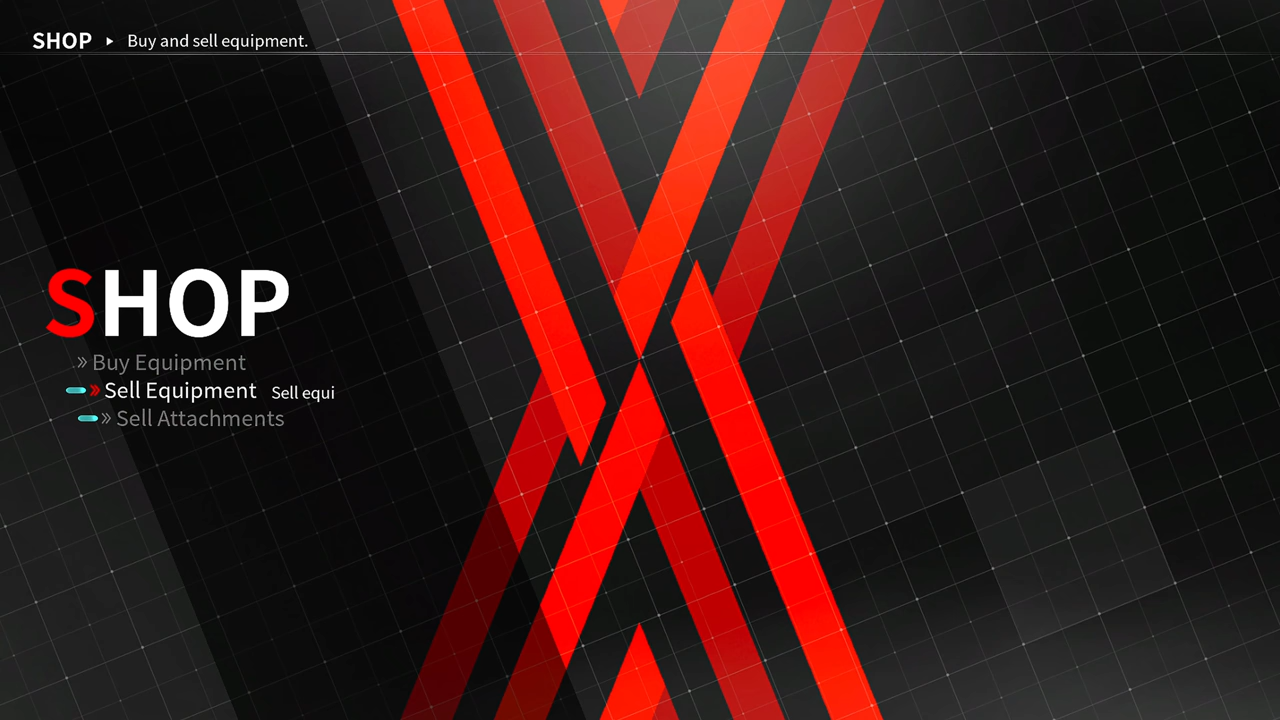 SHOP ▸ Buy and sell equipment.
SHOP
» Buy Equipment
» Sell Equipment Sell equi
» Sell Attachments